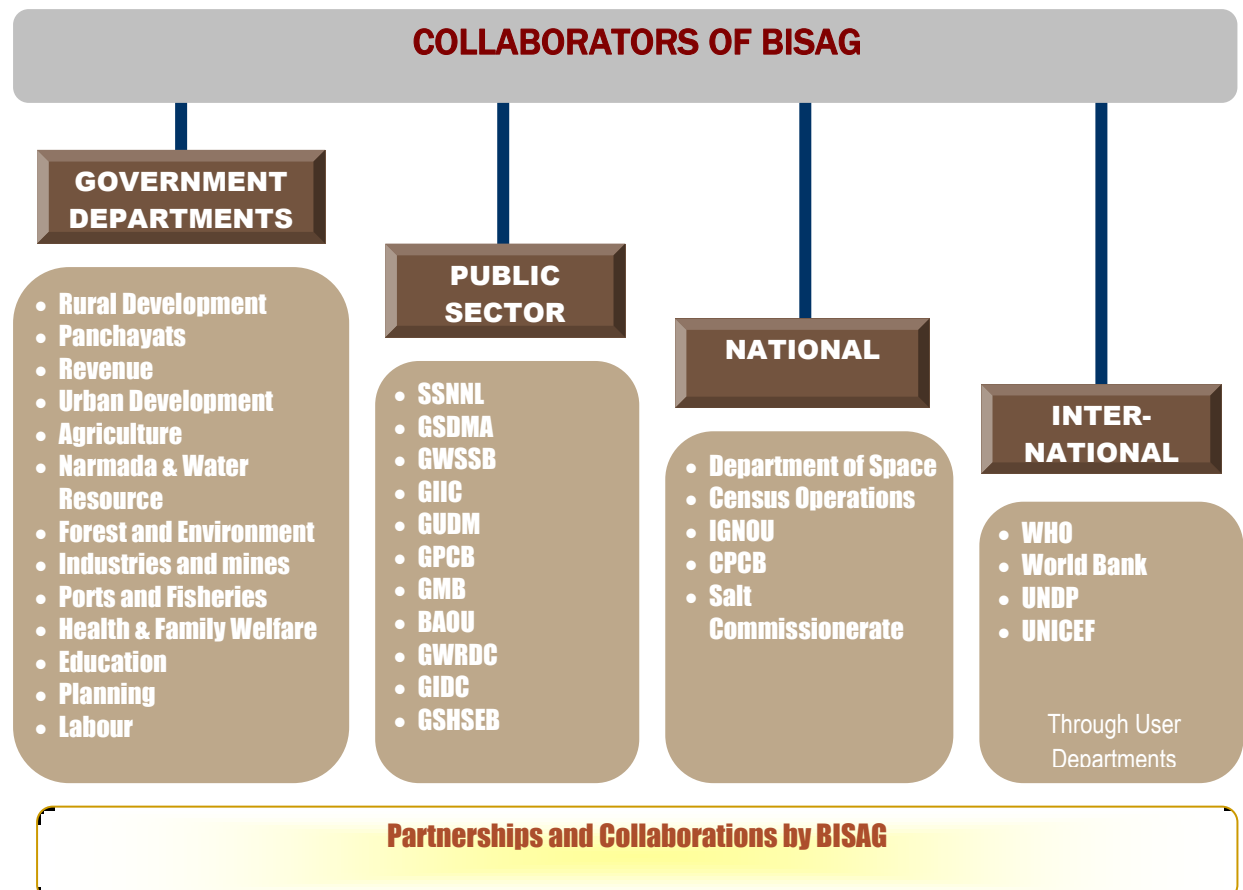 COLLABORATORS OF BISAG
GOVERNMENT
DEPARTMENTS
• Rural Development
• Panchayats
• Revenue
• Urban Development
• Agriculture
• Narmada & Water
Resource
• Forest and Environment
• Industries and mines
• Ports and Fisheries
• Health & Family Welfare
• Education
• Planning
• Labour
PUBLIC
SECTOR
• SSNNL
• GSDMA
• GWSSB
• GIIC
• GUDM
• GPCB
• GMB
• BAOU
• GWRDC
• GIDC
• GSHSEB
NATIONAL
• Department of Space
• Census Operations
• IGNOU
• CPCB
• Salt
Commissionerate
INTER-
NATIONAL
• WHO
• World Bank
• UNDP
• UNICEF
Through User
Departments
Partnerships and Collaborations by BISAG